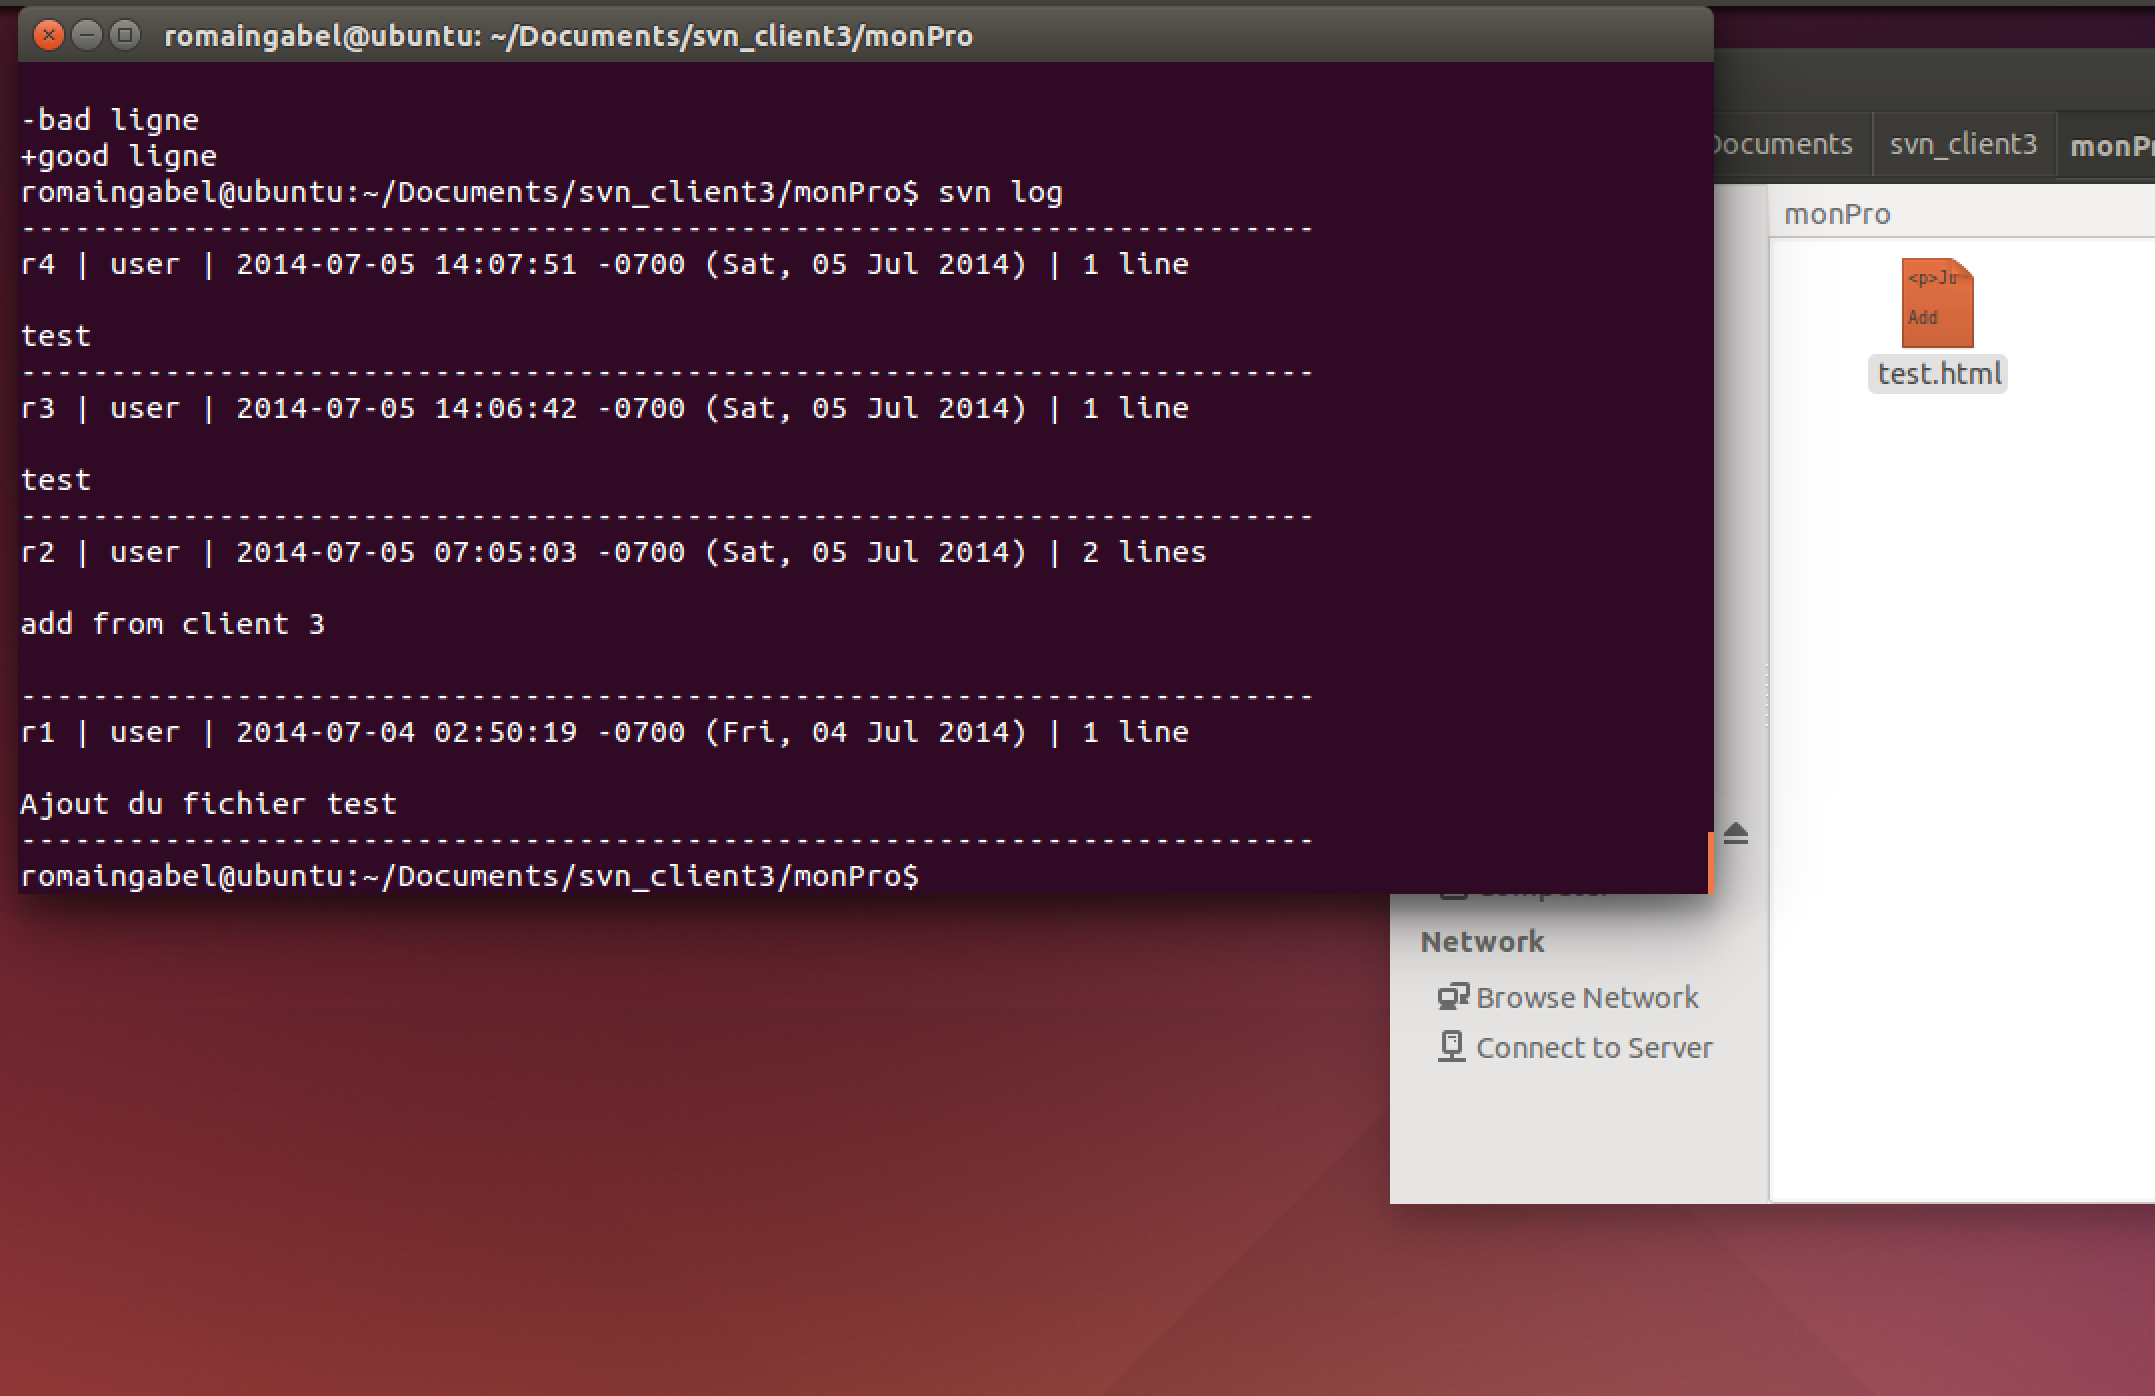 romaingabel@ubuntu: ~/Documents/svn_client3/monPro
-bad ligne
+good ligne
romaingabel@ubuntu:~/Documents/svn_client3/monPro$ svn log
------------------------------------------------------------------------
r4 | user | 2014-07-05 14:07:51 -0700 (Sat, 05 Jul 2014) | 1 line
test
------------------------------------------------------------------------
r3 | user | 2014-07-05 14:06:42 -0700 (Sat, 05 Jul 2014) | 1 line
test
------------------------------------------------------------------------
r2 | user | 2014-07-05 07:05:03 -0700 (Sat, 05 Jul 2014) | 2 lines
add from client 3
------------------------------------------------------------------------
r1 | user | 2014-07-04 02:50:19 -0700 (Fri, 04 Jul 2014) | 1 line
Ajout du fichier test
------------------------------------------------------------------------
romaingabel@ubuntu:~/Documents/svn_client3/monPro$
Documents svn_client3 monPr
monPro
<p>Ju
Add
test.html
Computer
Network
Browse Network
Connect to Server